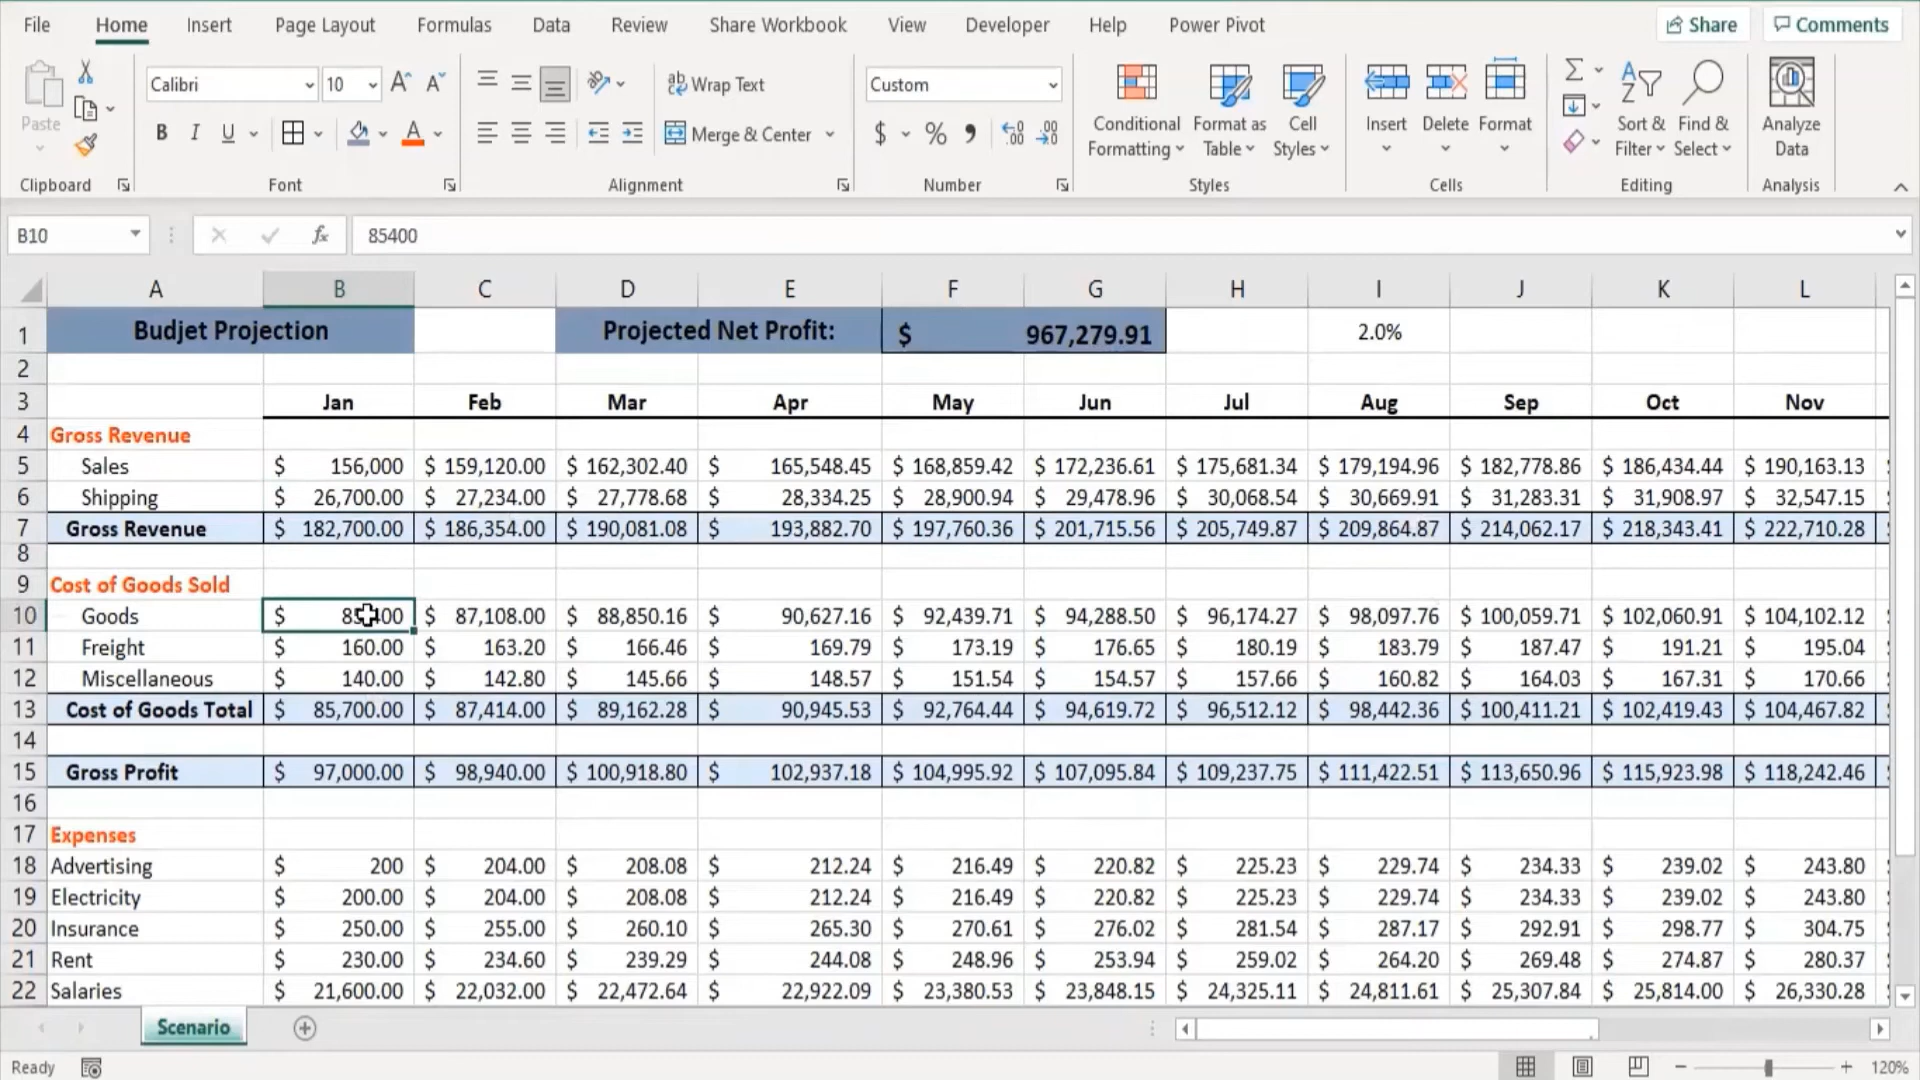 File Home Insert Page Layout Formulas Data Review Share Workbook View Developer Help Power Pivot Share Comments
Calibri 10 Wrap Text Custom
Paste B I U Merge & Center $ % Conditional Formatting Format as Table Cell Styles Insert Delete Format Sort & Filter Find & Select Analyze Data
Clipboard Font Alignment Number Styles Cells Editing Analysis
B10 fx 85400
A B C D E F G H I J K L
1 Budjet Projection Projected Net Profit: $ 967,279.91 2.0%
2
3 Jan Feb Mar Apr May Jun Jul Aug Sep Oct Nov
4 Gross Revenue
5 Sales $ 156,000 $ 159,120.00 $ 162,302.40 $ 165,548.45 $ 168,859.42 $ 172,236.61 $ 175,681.34 $ 179,194.96 $ 182,778.86 $ 186,434.44 $ 190,163.13
6 Shipping $ 26,700.00 $ 27,234.00 $ 27,778.68 $ 28,334.25 $ 28,900.94 $ 29,478.96 $ 30,068.54 $ 30,669.91 $ 31,283.31 $ 31,908.97 $ 32,547.15
7 Gross Revenue $ 182,700.00 $ 186,354.00 $ 190,081.08 $ 193,882.70 $ 197,760.36 $ 201,715.56 $ 205,749.87 $ 209,864.87 $ 214,062.17 $ 218,343.41 $ 222,710.28
8
9 Cost of Goods Sold
10 Goods $ 85400 $ 87,108.00 $ 88,850.16 $ 90,627.16 $ 92,439.71 $ 94,288.50 $ 96,174.27 $ 98,097.76 $ 100,059.71 $ 102,060.91 $ 104,102.12
11 Freight $ 160.00 $ 163.20 $ 166.46 $ 169.79 $ 173.19 $ 176.65 $ 180.19 $ 183.79 $ 187.47 $ 191.21 $ 195.04
12 Miscellaneous $ 140.00 $ 142.80 $ 145.66 $ 148.57 $ 151.54 $ 154.57 $ 157.66 $ 160.82 $ 164.03 $ 167.31 $ 170.66
13 Cost of Goods Total $ 85,700.00 $ 87,414.00 $ 89,162.28 $ 90,945.53 $ 92,764.44 $ 94,619.72 $ 96,512.12 $ 98,442.36 $ 100,411.21 $ 102,419.43 $ 104,467.82
14
15 Gross Profit $ 97,000.00 $ 98,940.00 $ 100,918.80 $ 102,937.18 $ 104,995.92 $ 107,095.84 $ 109,237.75 $ 111,422.51 $ 113,650.96 $ 115,923.98 $ 118,242.46
16
17 Expenses
18 Advertising $ 200 $ 204.00 $ 208.08 $ 212.24 $ 216.49 $ 220.82 $ 225.23 $ 229.74 $ 234.33 $ 239.02 $ 243.80
19 Electricity $ 200.00 $ 204.00 $ 208.08 $ 212.24 $ 216.49 $ 220.82 $ 225.23 $ 229.74 $ 234.33 $ 239.02 $ 243.80
20 Insurance $ 250.00 $ 255.00 $ 260.10 $ 265.30 $ 270.61 $ 276.02 $ 281.54 $ 287.17 $ 292.91 $ 298.77 $ 304.75
21 Rent $ 230.00 $ 234.60 $ 239.29 $ 244.08 $ 248.96 $ 253.94 $ 259.02 $ 264.20 $ 269.48 $ 274.87 $ 280.37
22 Salaries $ 21,600.00 $ 22,032.00 $ 22,472.64 $ 22,922.09 $ 23,380.53 $ 23,848.15 $ 24,325.11 $ 24,811.61 $ 25,307.84 $ 25,814.00 $ 26,330.28
Scenario
Ready 120%